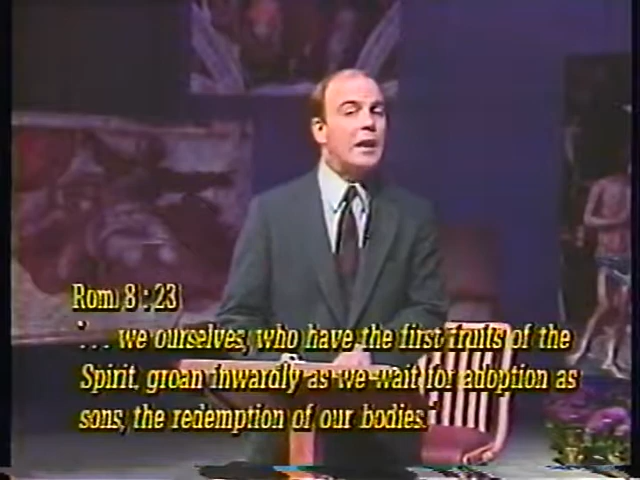 Rom. 8:23
"... we ourselves, who have the first fruits of the
Spirit, groan inwardly as we wait for adoption as
sons, the redemption of our bodies."